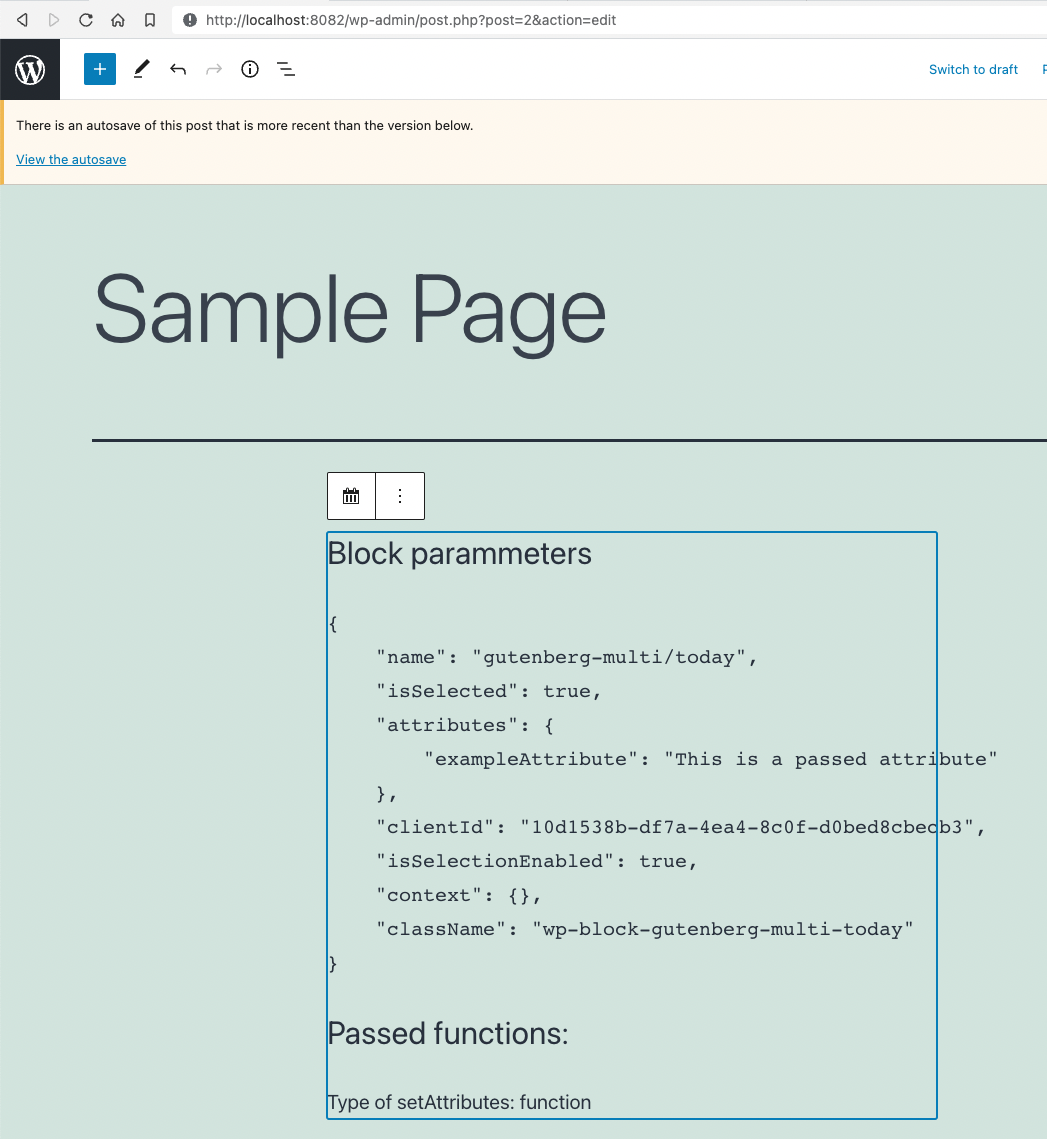 http://localhost:8082/wp-admin/post.php?post=2&action=edit
Switch to draft
There is an autosave of this post that is more recent than the version below.
View the autosave
Sample Page
Block parammeters
{
    "name": "gutenberg-multi/today",
    "isSelected": true,
    "attributes": {
        "exampleAttribute": "This is a passed attribute"
    },
    "clientId": "10d1538b-df7a-4ea4-8c0f-d0bed8cbecb3",
    "isSelectionEnabled": true,
    "context": {},
    "className": "wp-block-gutenberg-multi-today"
}
Passed functions:
Type of setAttributes: function